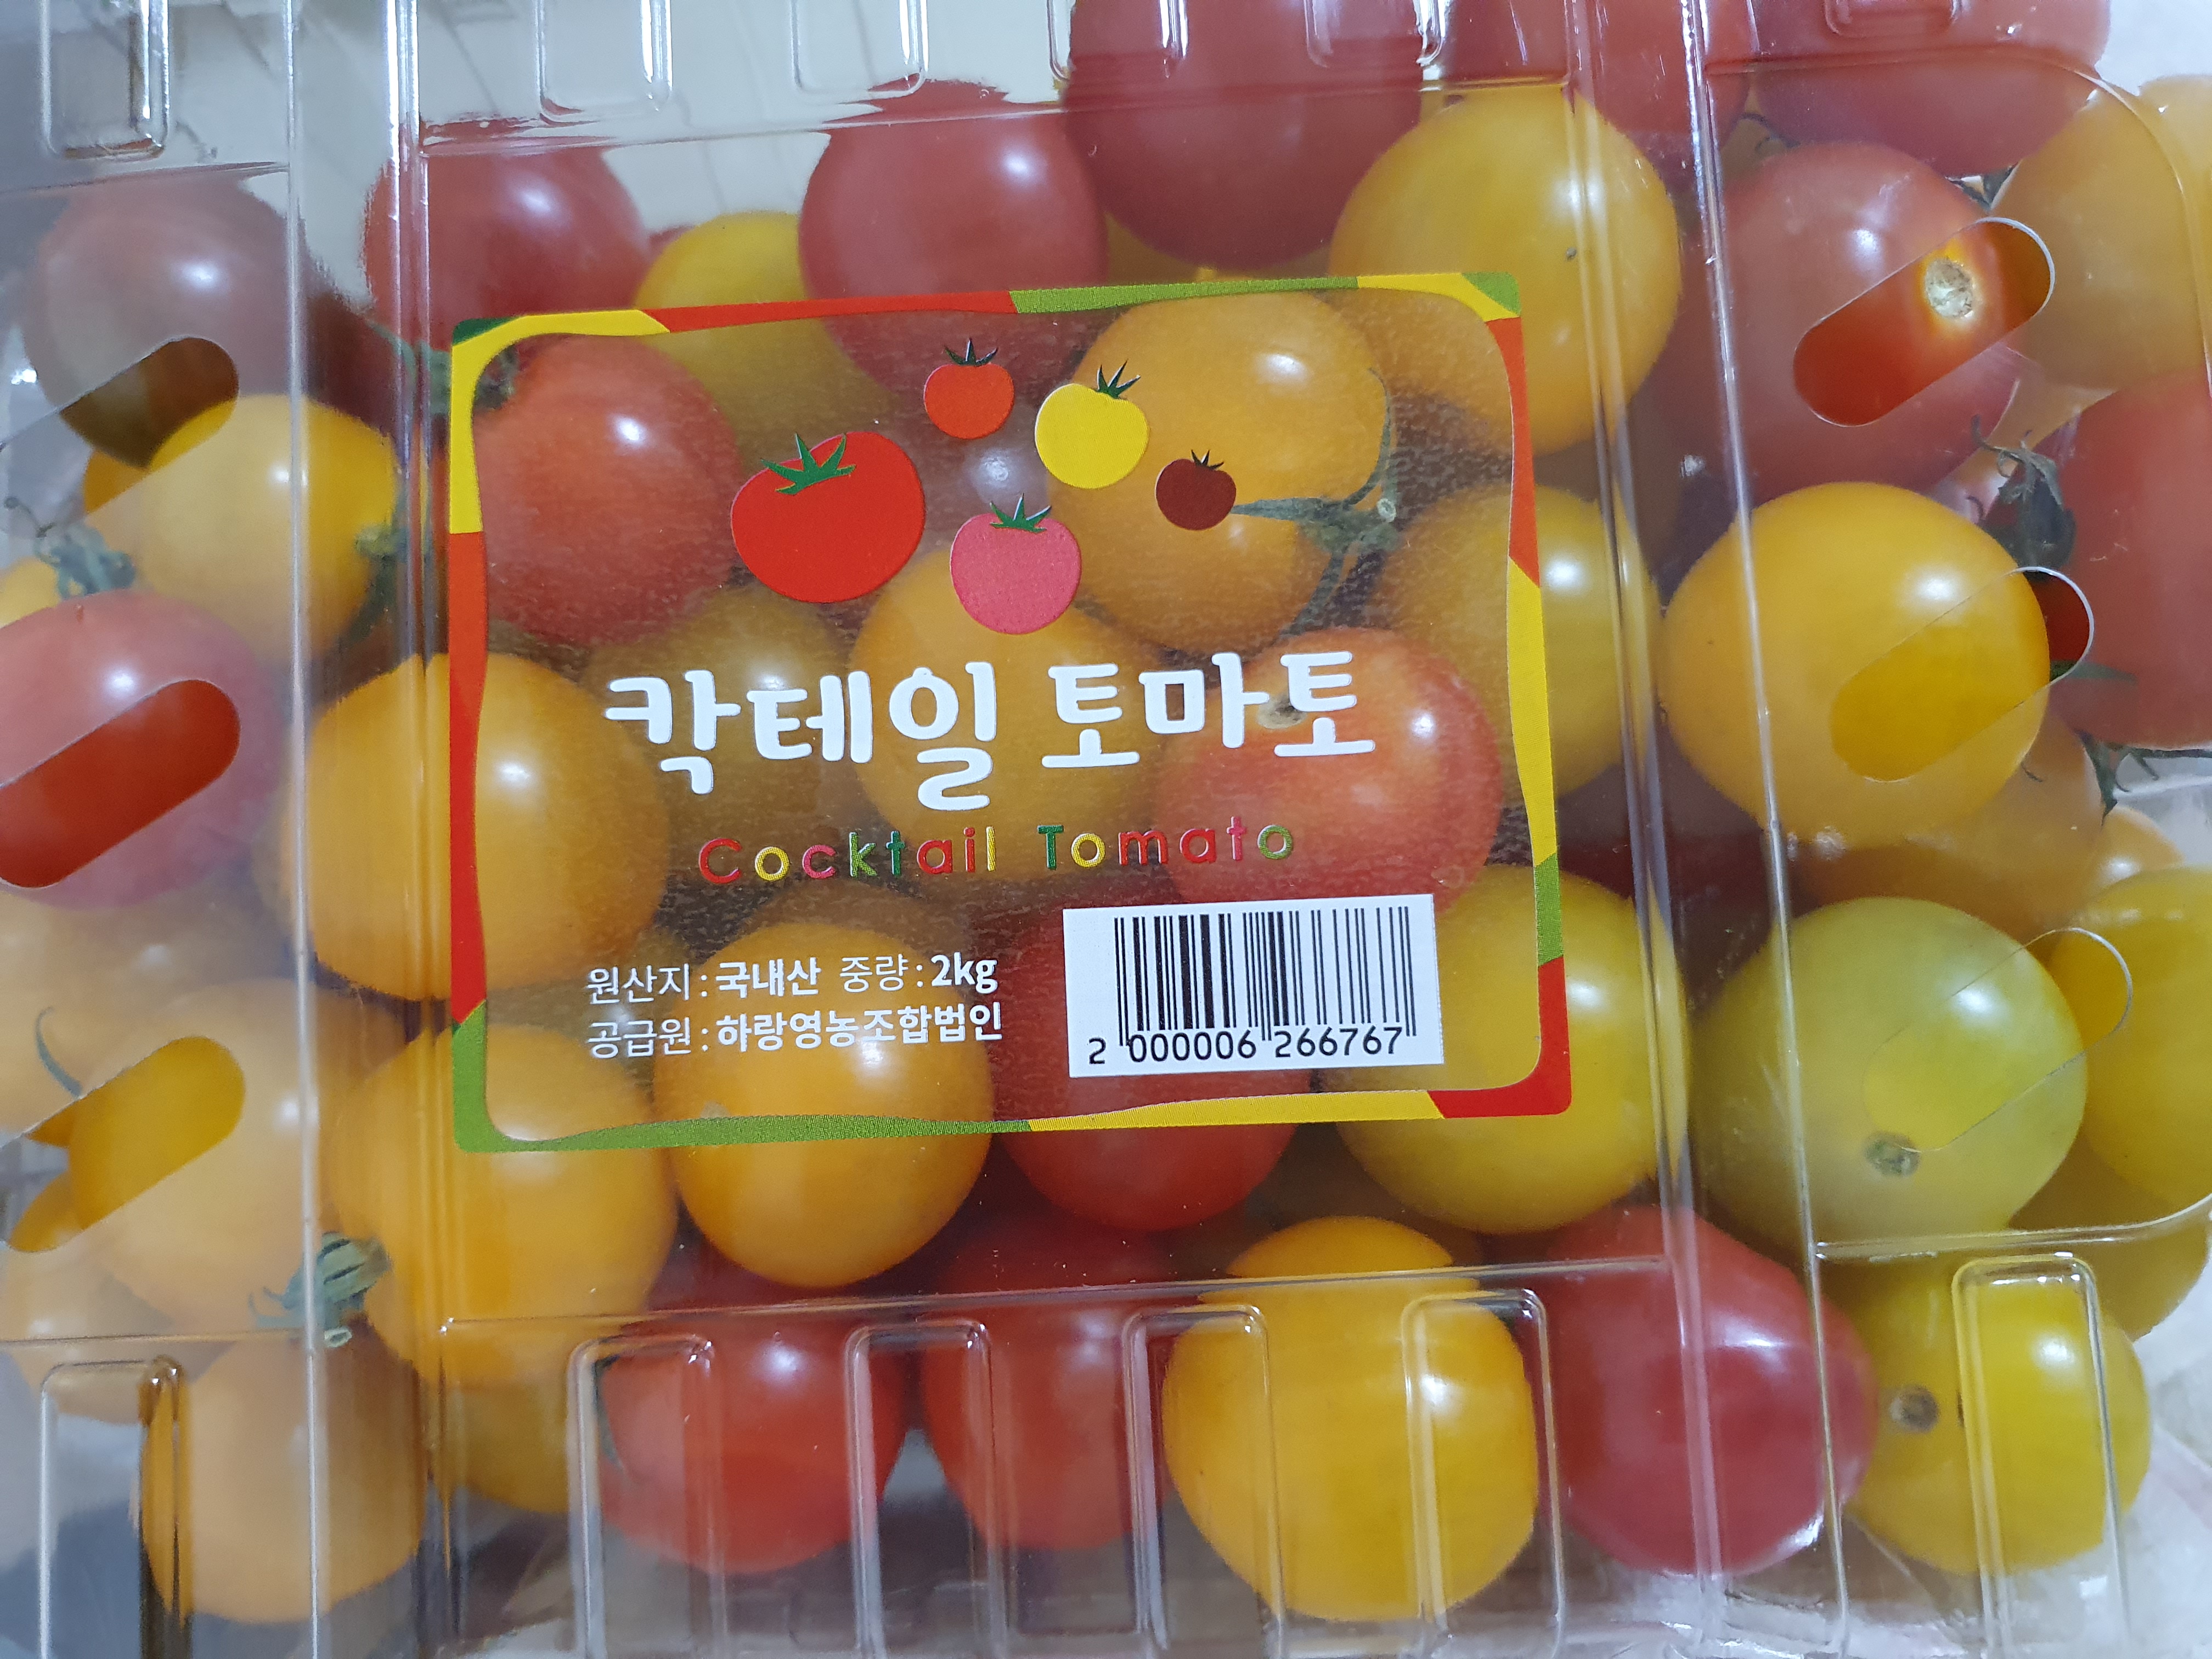 칵테일 토마토
Cocktail Tomato
원산지 : 국내산 중량 : 2kg
공급원 : 하랑영농조합법인
2 000006 266767